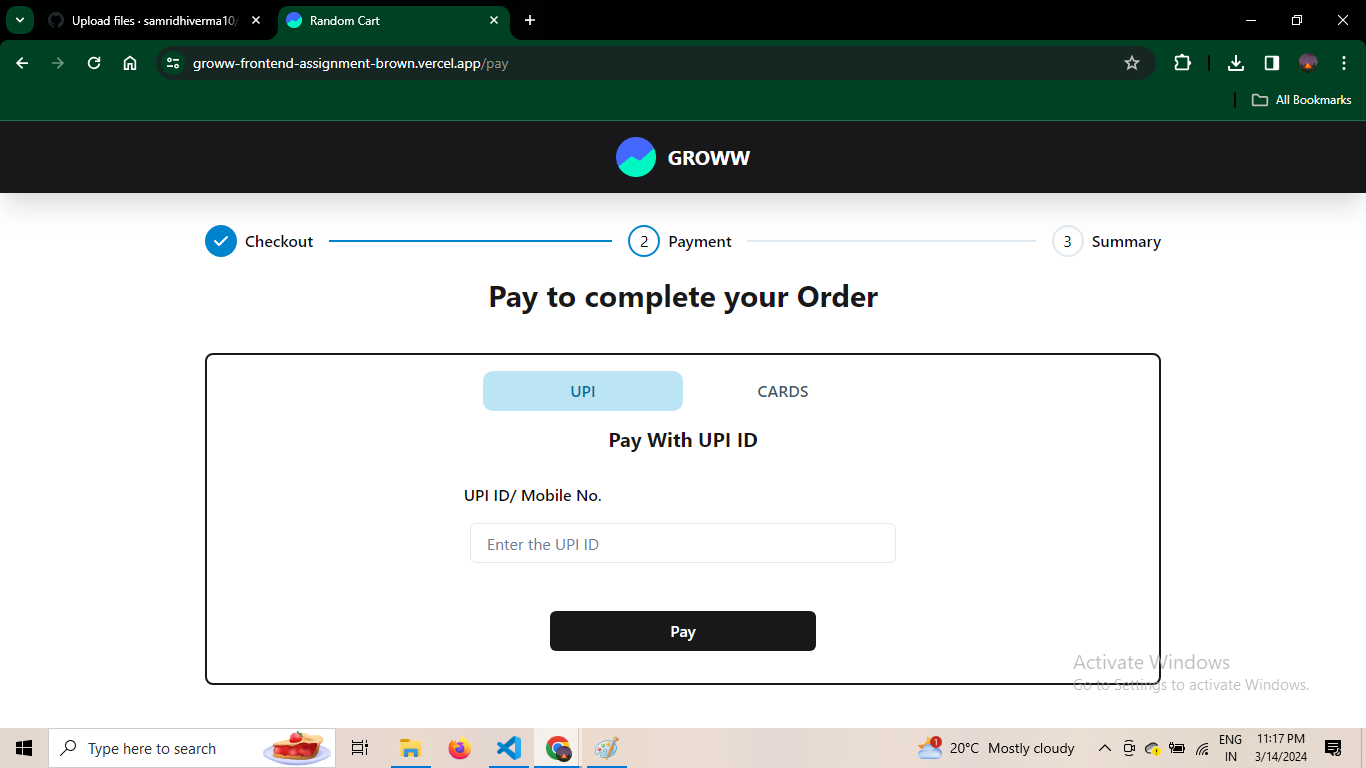 Upload files · samridhiverma10/
Random Cart
groww-frontend-assignment-brown.vercel.app/pay
All Bookmarks
GROWW
Checkout
2 Payment
3 Summary
Pay to complete your Order
UPI
CARDS
Pay With UPI ID
UPI ID/ Mobile No.
Enter the UPI ID
Pay
Activate Windows
Go to Settings to activate Windows.
Type here to search
1
20°C Mostly cloudy
ENG
IN
11:17 PM
3/14/2024